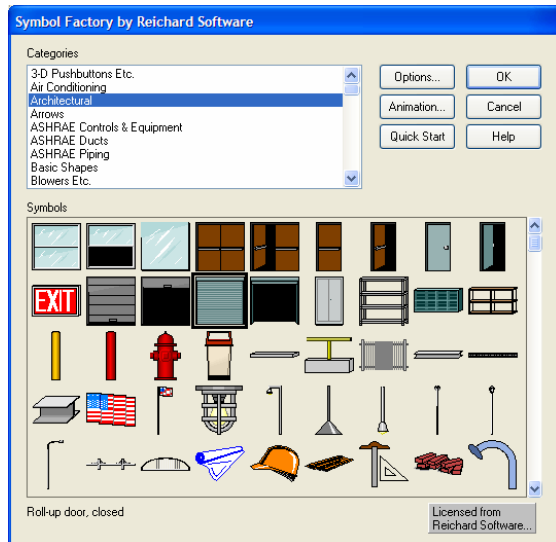 Symbol Factory by Reichard Software
Categories
3-D Pushbuttons Etc.
Air Conditioning
Architectural
Arrows
ASHRAE Controls & Equipment
ASHRAE Ducts
ASHRAE Piping
Basic Shapes
Blowers Etc.
Options...
OK
Animation...
Cancel
Quick Start
Help
Symbols
EXIT
Roll-up door, closed
Licensed from
Reichard Software...